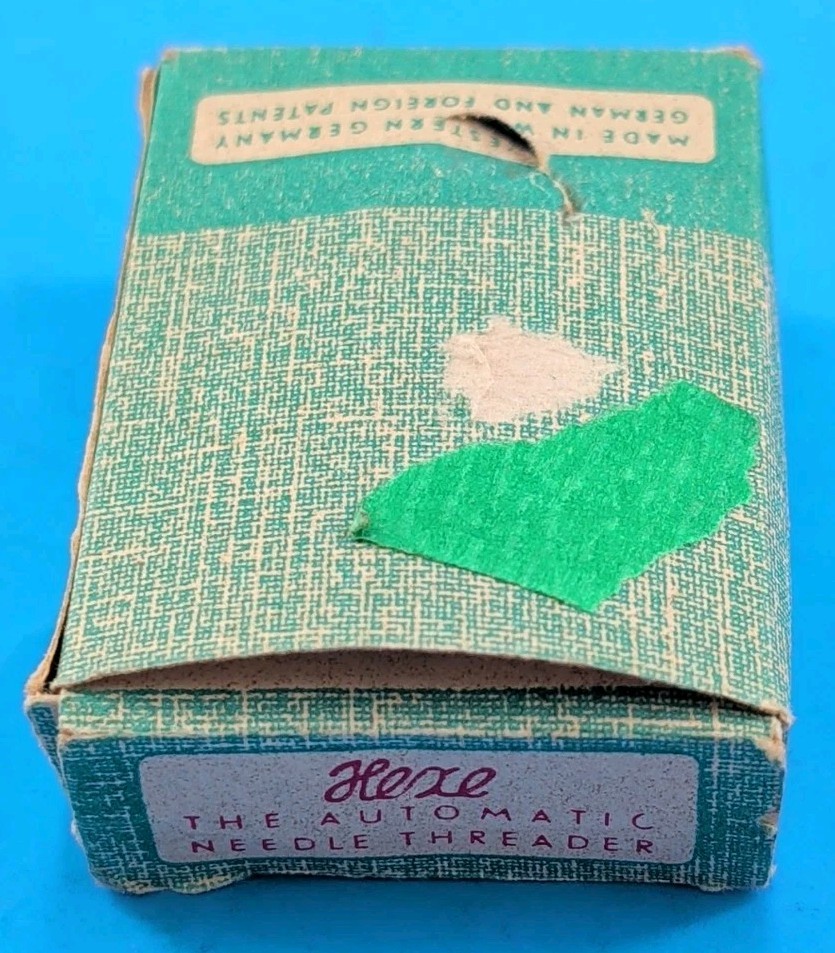 MADE IN WESTERN GERMANY
GERMAN AND FOREIGN PATENTS
Hexe
THE AUTOMATIC
NEEDLE THREADER